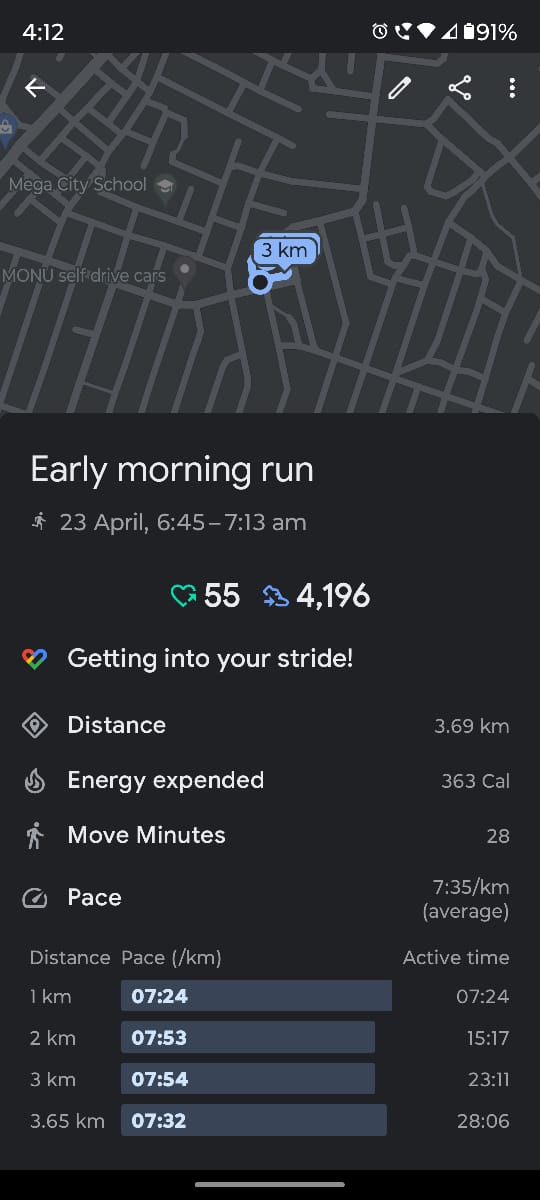 4:12 91%
Mega City School
MONU self drive cars
3 km
Early morning run
23 April, 6:45–7:13 am
55 4,196
Getting into your stride!
Distance 3.69 km
Energy expended 363 Cal
Move Minutes 28
Pace 7:35/km
(average)
Distance Pace (/km) Active time
1 km 07:24 07:24
2 km 07:53 15:17
3 km 07:54 23:11
3.65 km 07:32 28:06